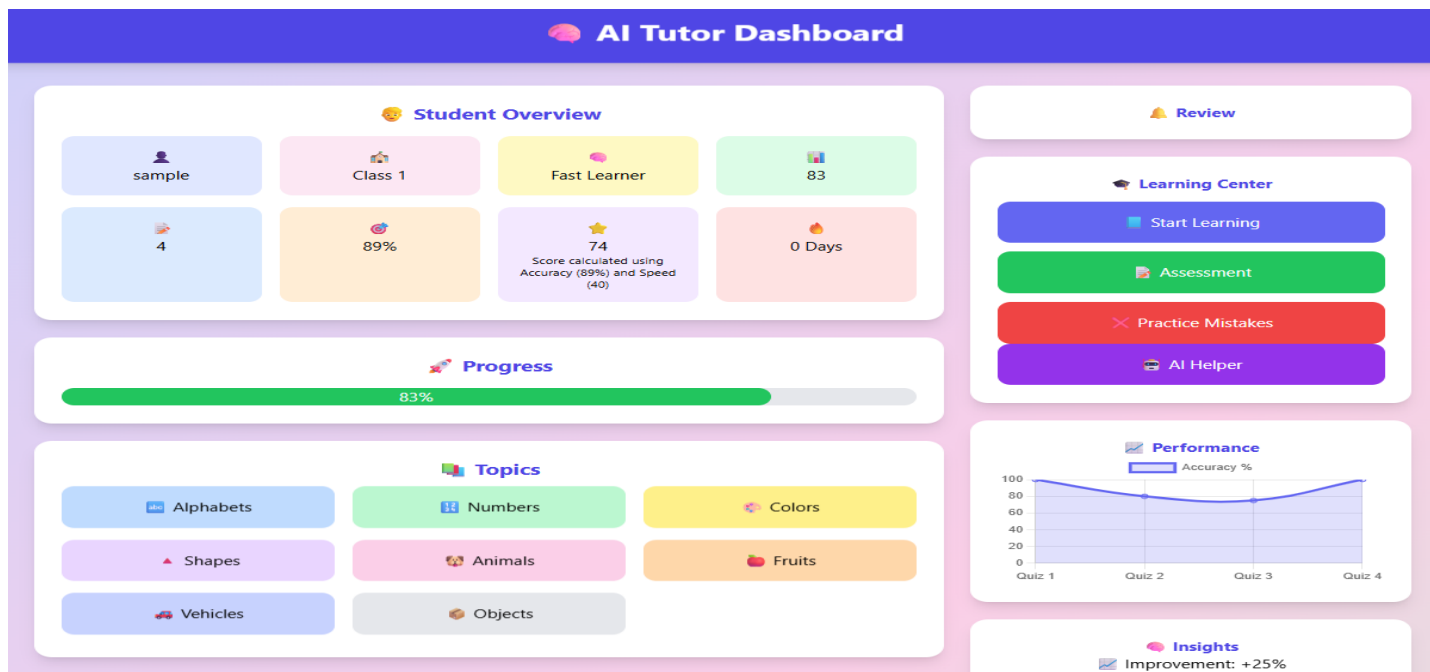 AI Tutor Dashboard
Student Overview
sample
Class 1
Fast Learner
83
4
89%
74
Score calculated using
Accuracy (89%) and Speed
(40)
0 Days
Progress
83%
Topics
Alphabets
Numbers
Colors
Shapes
Animals
Fruits
Vehicles
Objects
Review
Learning Center
Start Learning
Assessment
Practice Mistakes
AI Helper
Performance
Accuracy %
100
80
60
40
20
0
Quiz 1
Quiz 2
Quiz 3
Quiz 4
Insights
Improvement: +25%